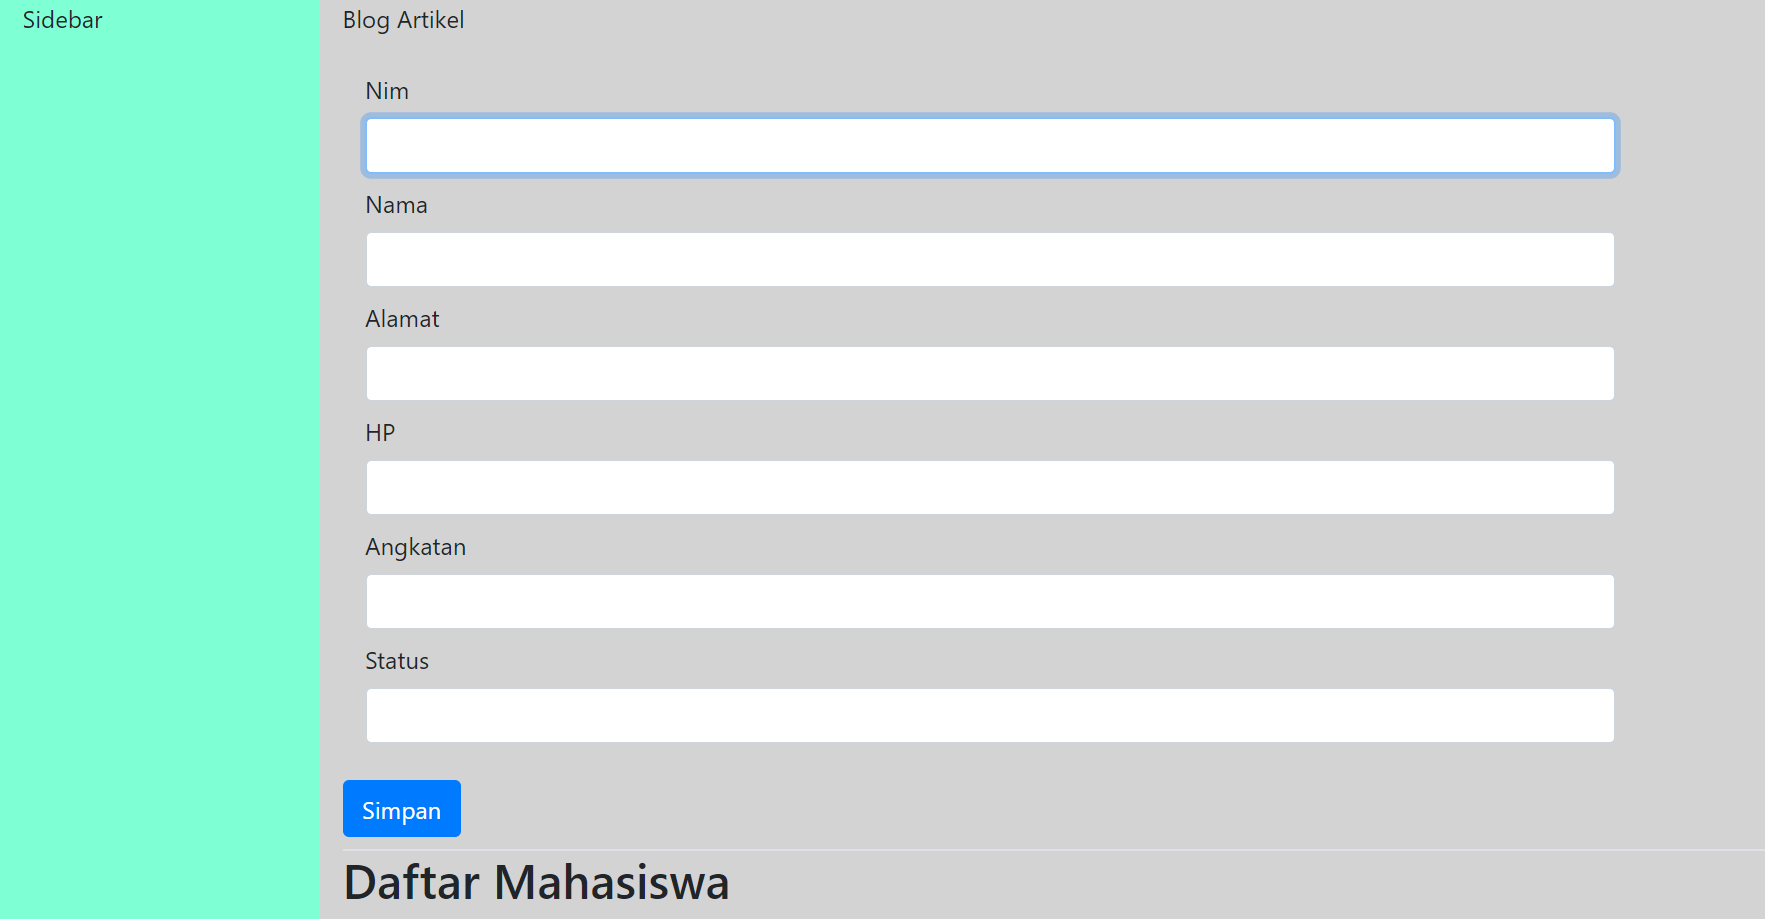 Sidebar
Blog Artikel
Nim
Nama
Alamat
HP
Angkatan
Status
Simpan
Daftar Mahasiswa